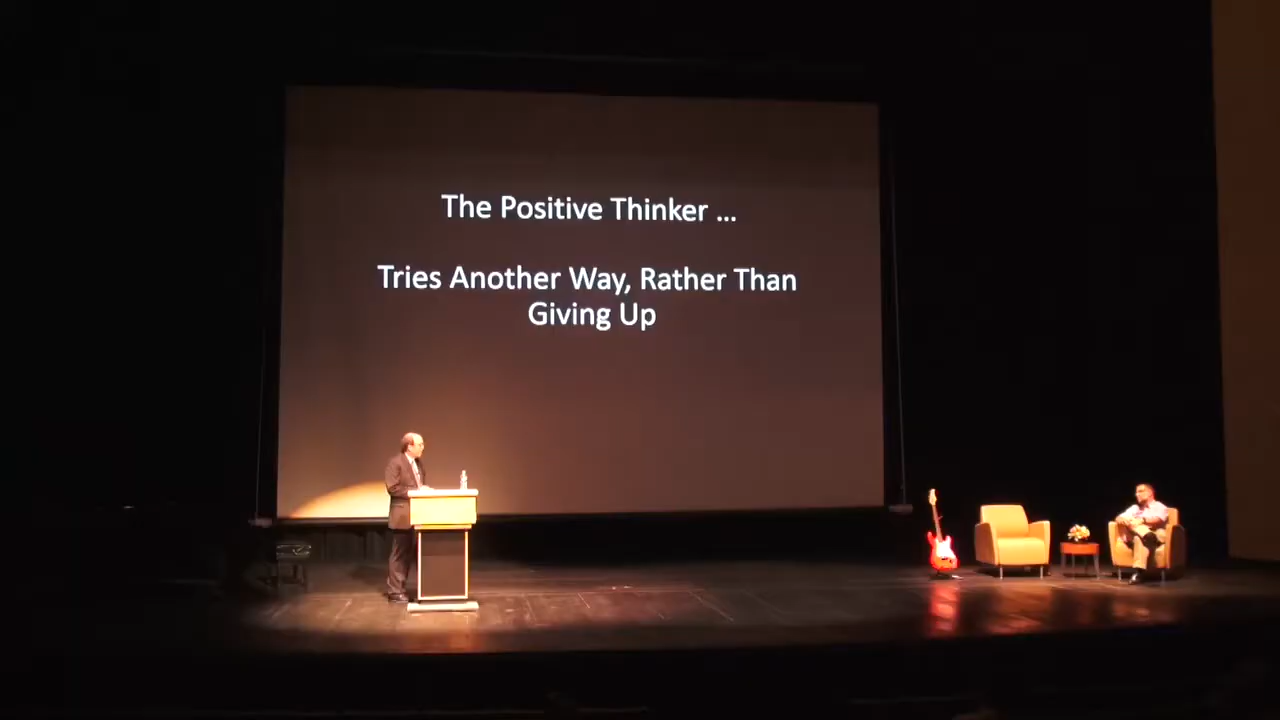 The Positive Thinker ...
Tries Another Way, Rather Than
Giving Up